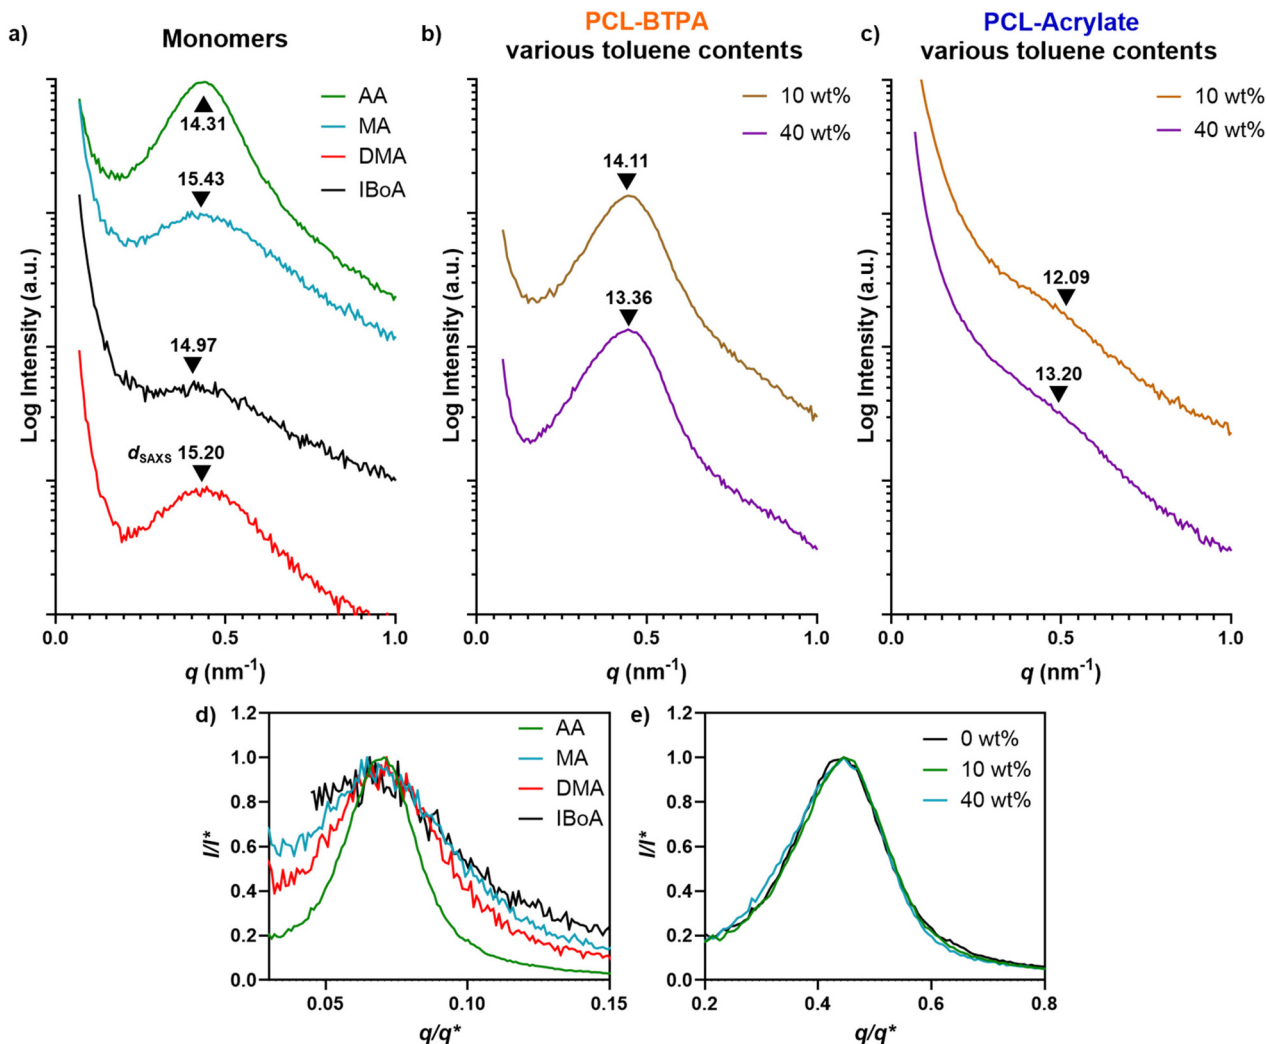 a)
Monomers
AA
MA
DMA
IBoA
14.31
15.43
14.97
dSAXS 15.20
Log Intensity (a.u.)
0.0
0.5
1.0
q (nm-1)
b)
PCL-BTPA
various toluene contents
10 wt%
40 wt%
14.11
13.36
Log Intensity (a.u.)
0.0
0.5
1.0
q (nm-1)
c)
PCL-Acrylate
various toluene contents
10 wt%
40 wt%
12.09
13.20
Log Intensity (a.u.)
0.0
0.5
1.0
q (nm-1)
d)
AA
MA
DMA
IBoA
1.2
1.0
0.8
0.6
0.4
0.2
0.0
I/I*
0.05
0.10
0.15
q/q*
e)
0 wt%
10 wt%
40 wt%
1.2
1.0
0.8
0.6
0.4
0.2
0.0
I/I*
0.2
0.4
0.6
0.8
q/q*